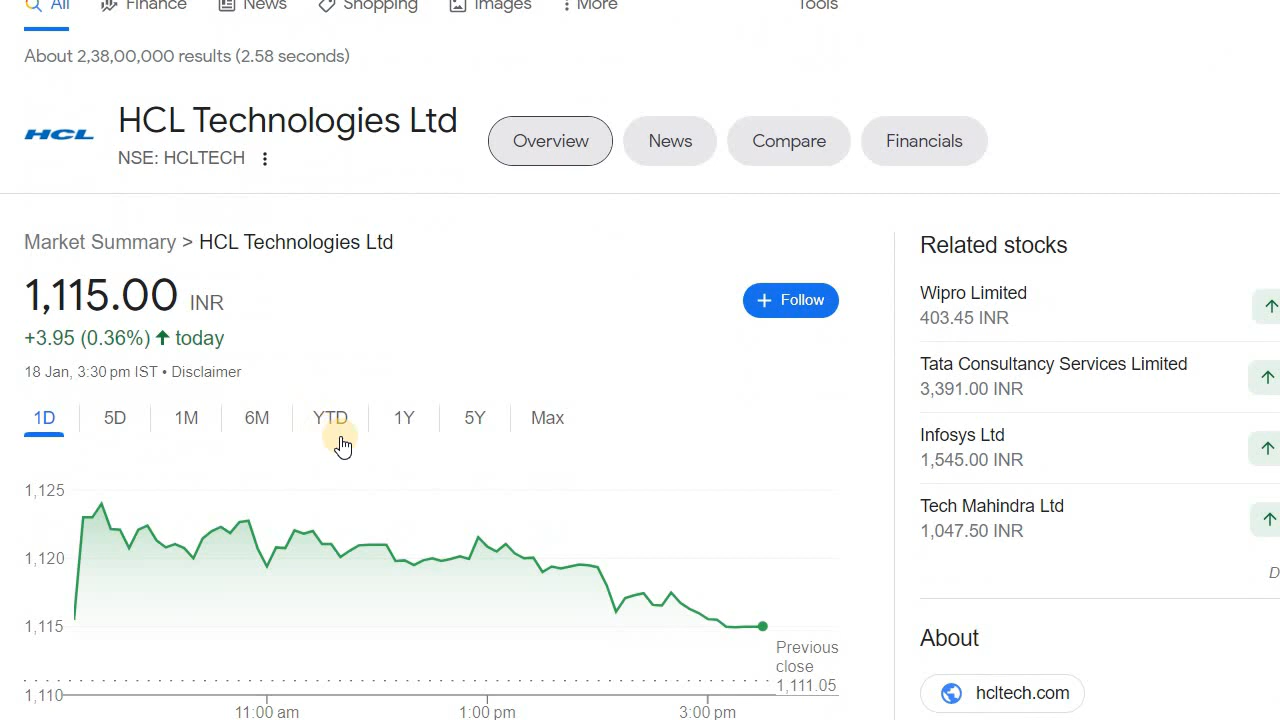 All Finance News Shopping Images More Tools
About 2,38,00,000 results (2.58 seconds)
HCL
HCL Technologies Ltd
NSE: HCLTECH
Overview News Compare Financials
Market Summary > HCL Technologies Ltd
1,115.00 INR
+ Follow
+3.95 (0.36%) ↑ today
18 Jan, 3:30 pm IST • Disclaimer
1D 5D 1M 6M YTD 1Y 5Y Max
1,125
1,120
1,115
1,110
Previous
close
1,111.05
11:00 am 1:00 pm 3:00 pm
Related stocks
Wipro Limited
403.45 INR
Tata Consultancy Services Limited
3,391.00 INR
Infosys Ltd
1,545.00 INR
Tech Mahindra Ltd
1,047.50 INR
About
hcltech.com